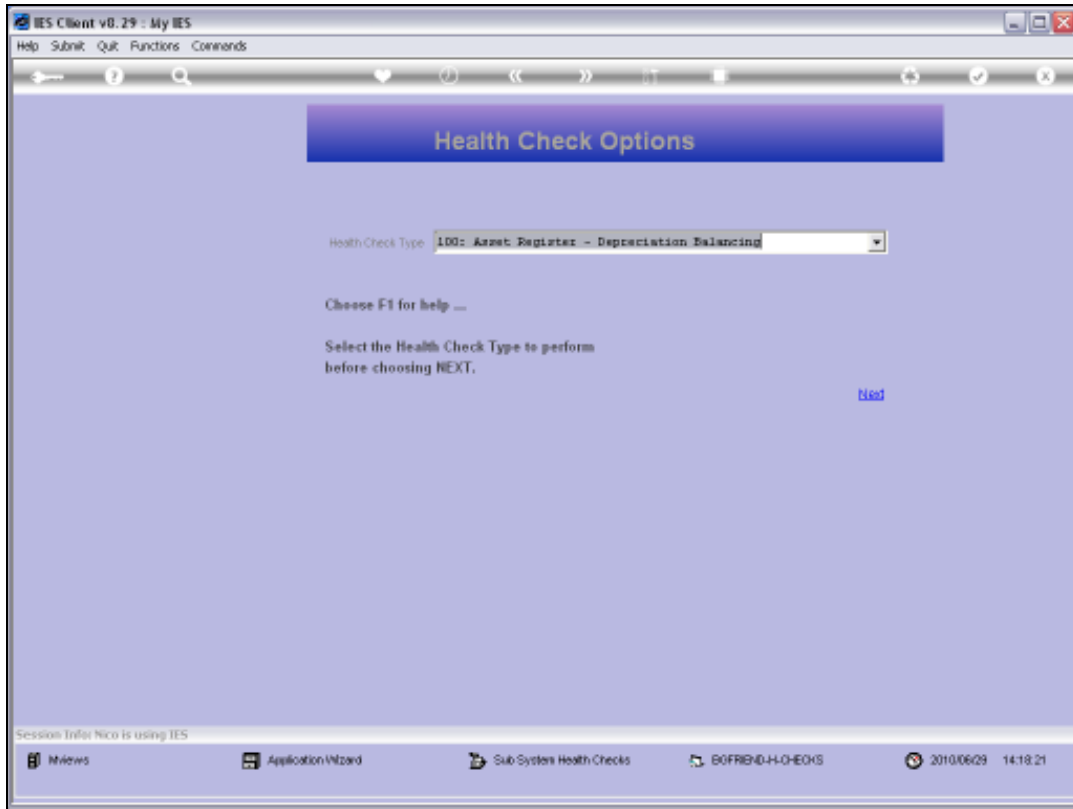 IES Client v8.29 : My IES
Help Submit Quit Functions Commands
Health Check Options
Health Check Type 100: Asset Register - Depreciation Balancing
Choose F1 for help ...
Select the Health Check Type to perform
before choosing NEXT.
Next
Session Info: Nico is using IES
Mviews Application Wizard Sub System Health Checks BOFRIEND-H-CHECKS 2010/06/29 14:18:21